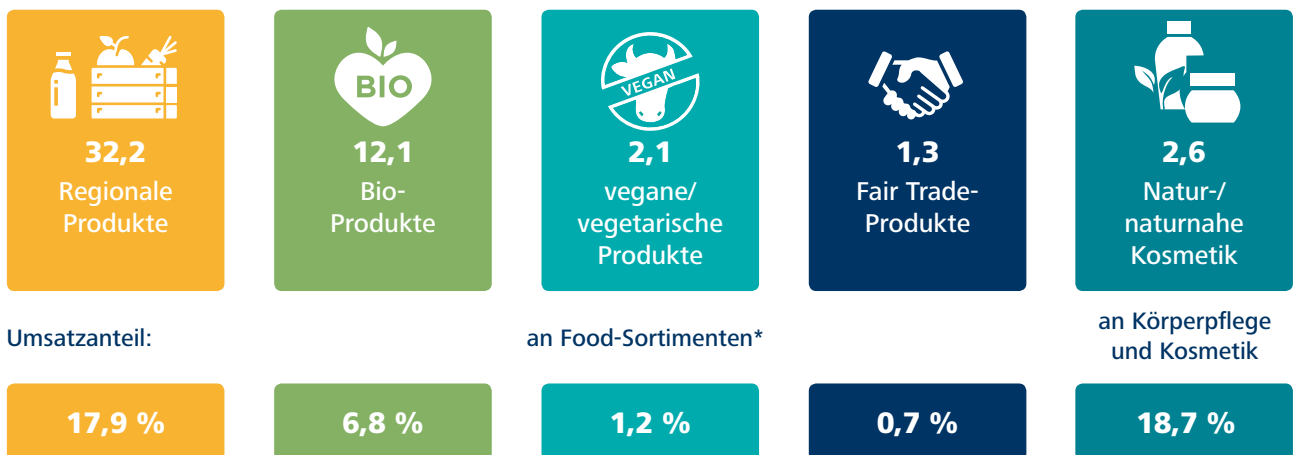 BIO
VEGAN
32,2
Regionale
Produkte
12,1
Bio-
Produkte
2,1
vegane/
vegetarische
Produkte
1,3
Fair Trade-
Produkte
2,6
Natur-/
naturnahe
Kosmetik
Umsatzanteil:
an Food-Sortimenten*
an Körperpflege
und Kosmetik
17,9 %
6,8 %
1,2 %
0,7 %
18,7 %